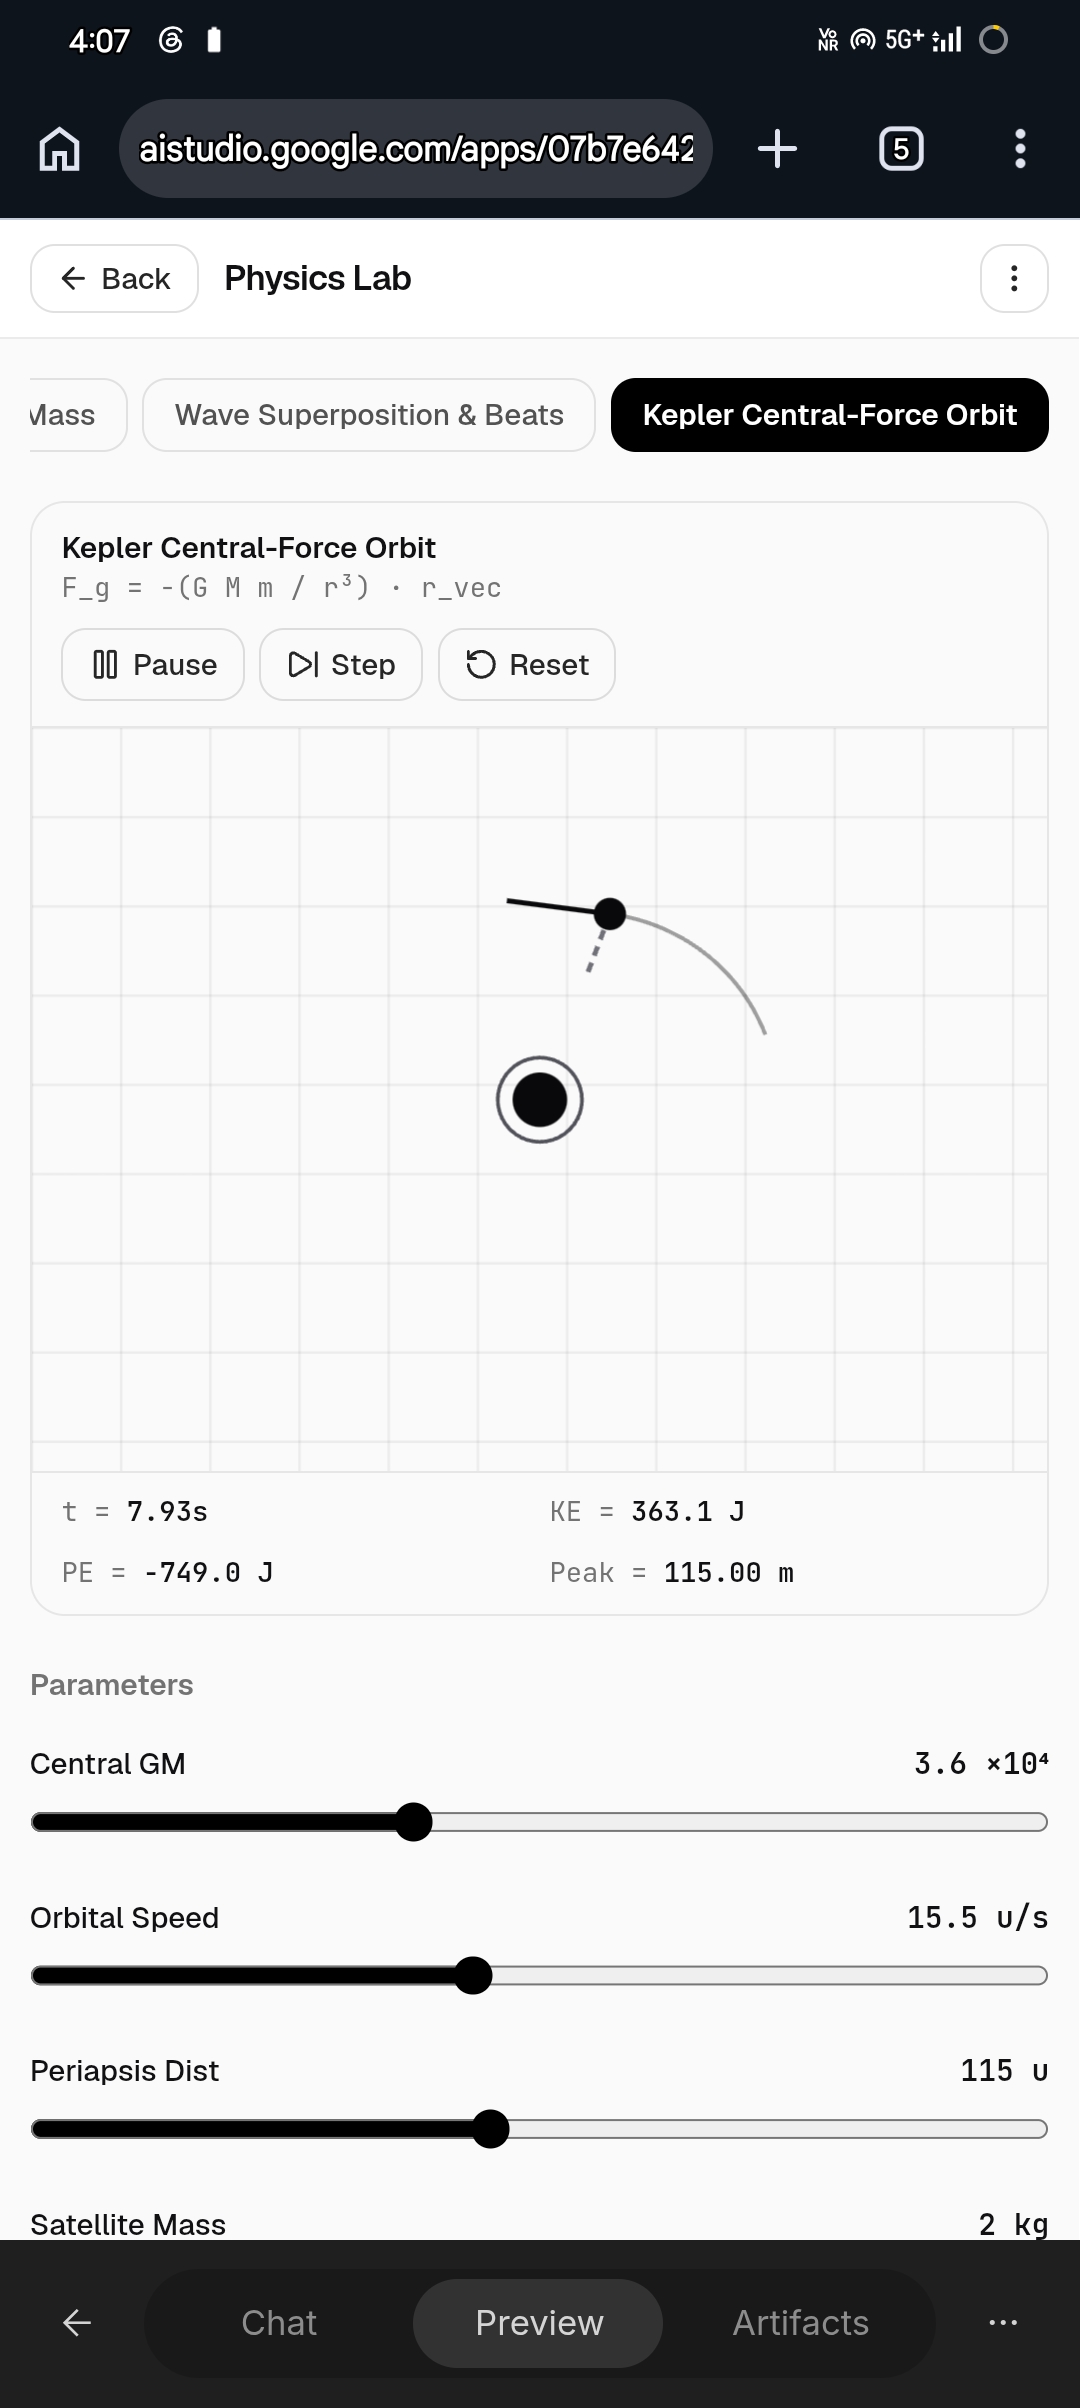 4:07
Vo
NR
5G+
aistudio.google.com/apps/07b7e642
5
Back
Physics Lab
Mass
Wave Superposition & Beats
Kepler Central-Force Orbit
Kepler Central-Force Orbit
F_g = -(G M m / r³) · r_vec
Pause
Step
Reset
t = 7.93s
KE = 363.1 J
PE = -749.0 J
Peak = 115.00 m
Parameters
Central GM
3.6 ×10⁴
Orbital Speed
15.5 u/s
Periapsis Dist
115 u
Satellite Mass
2 kg
Chat
Preview
Artifacts